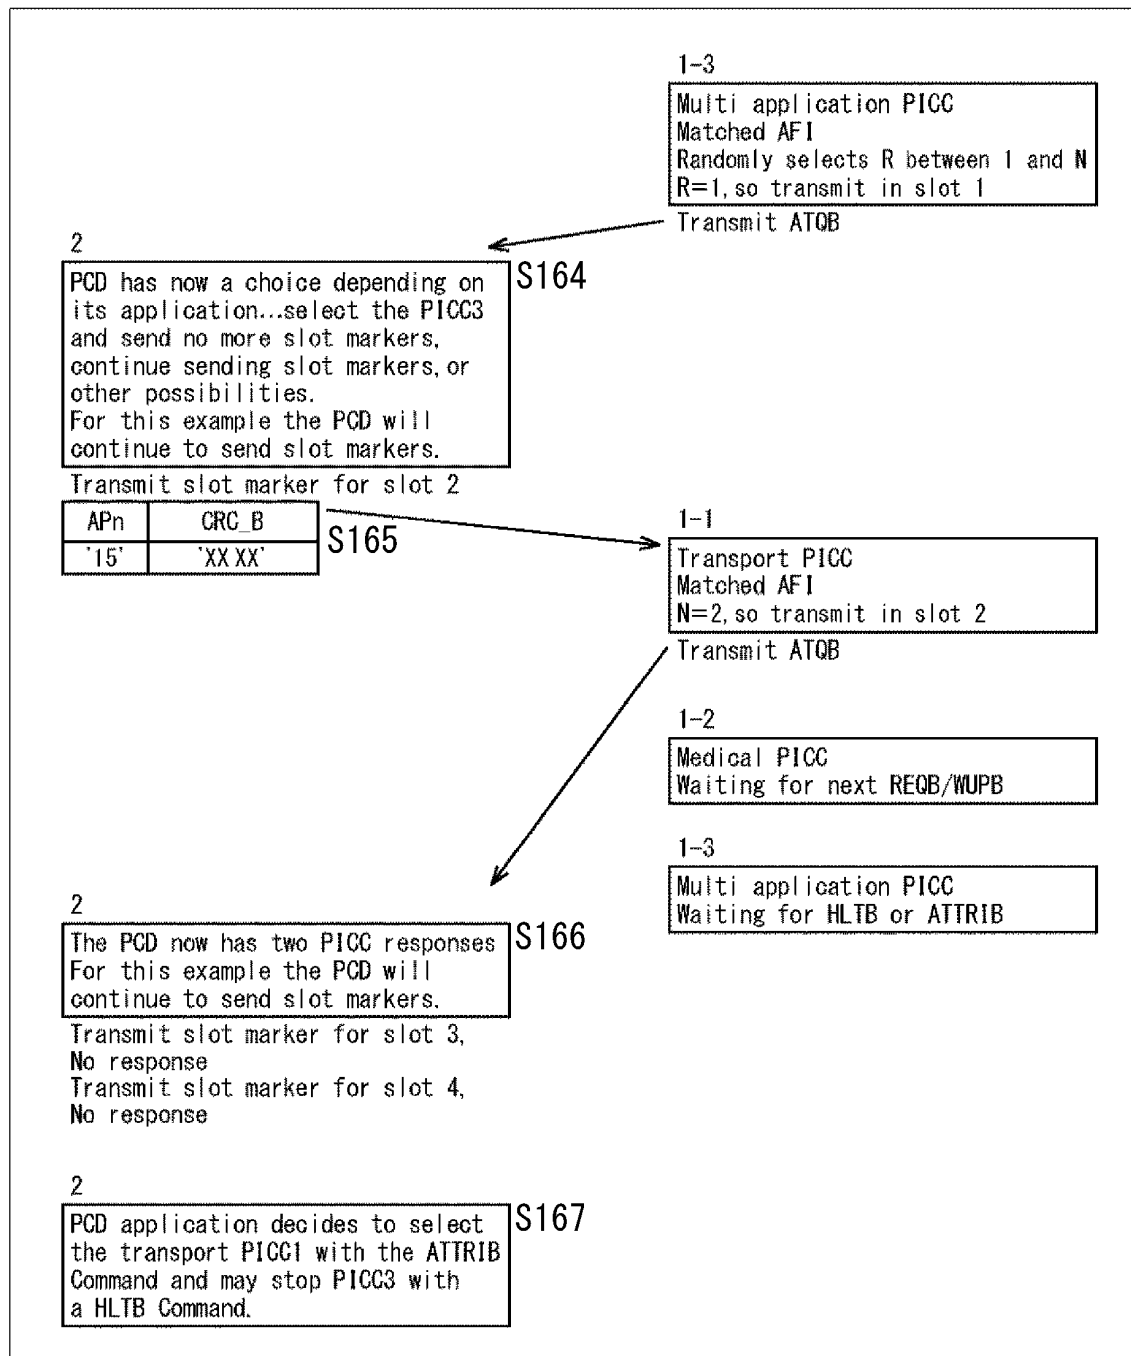 1-3
Multi application PICC
Matched AFI
Randomly selects R between 1 and N
R=1, so transmit in slot 1
Transmit ATQB
2
PCD has now a choice depending on
its application...select the PICC3
and send no more slot markers,
continue sending slot markers, or
other possibilities.
For this example the PCD will
continue to send slot markers.
S164
Transmit slot marker for slot 2
APn CRC_B
'15' 'XX XX'
S165
1-1
Transport PICC
Matched AFI
N=2, so transmit in slot 2
Transmit ATQB
1-2
Medical PICC
Waiting for next REQB/WUPB
1-3
Multi application PICC
Waiting for HLTB or ATTRIB
2
The PCD now has two PICC responses
For this example the PCD will
continue to send slot markers.
S166
Transmit slot marker for slot 3,
No response
Transmit slot marker for slot 4,
No response
2
PCD application decides to select
the transport PICC1 with the ATTRIB
Command and may stop PICC3 with
a HLTB Command.
S167